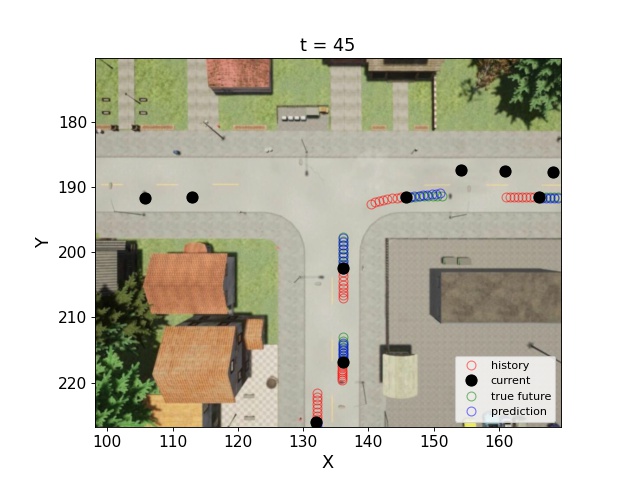 t = 45
180
190
200
210
220
Y
100
110
120
130
140
150
160
X
history
current
true future
prediction